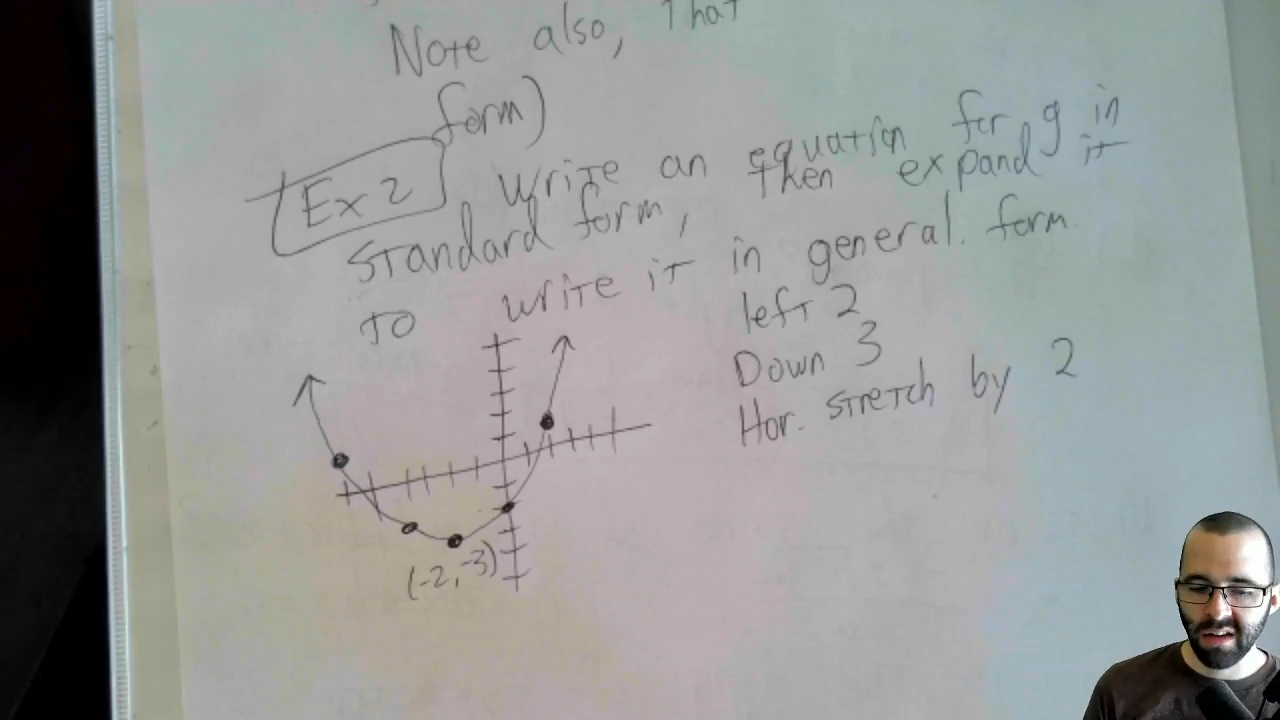 Note also, That
form)
Ex 2 Write an equation for g in
standard form, Then expand it
To write it in general form.
left 2
Down 3
Hor. stretch by 2
(-2,-3)